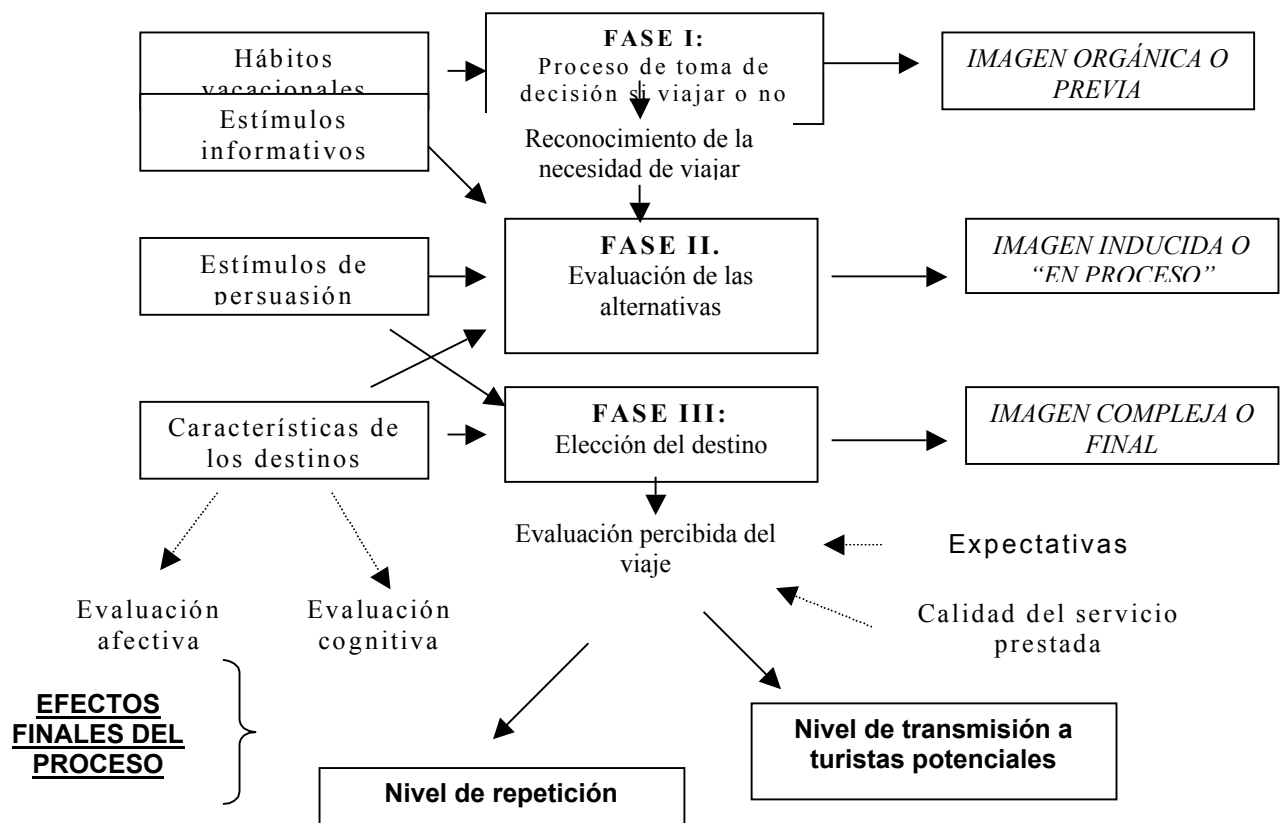 Hábitos
vacacionales
Estímulos
informativos
FASE I:
Proceso de toma de
decisión si viajar o no
IMAGEN ORGÁNICA O
PREVIA
Reconocimiento de la
necesidad de viajar
Estímulos de
persuasión
FASE II.
Evaluación de las
alternativas
IMAGEN INDUCIDA O
“EN PROCESO”
Características de
los destinos
FASE III:
Elección del destino
IMAGEN COMPLEJA O
FINAL
Evaluación percibida del
viaje
Expectativas
Evaluación
afectiva
Evaluación
cognitiva
Calidad del servicio
prestada
EFECTOS
FINALES DEL
PROCESO
Nivel de transmisión a
turistas potenciales
Nivel de repetición